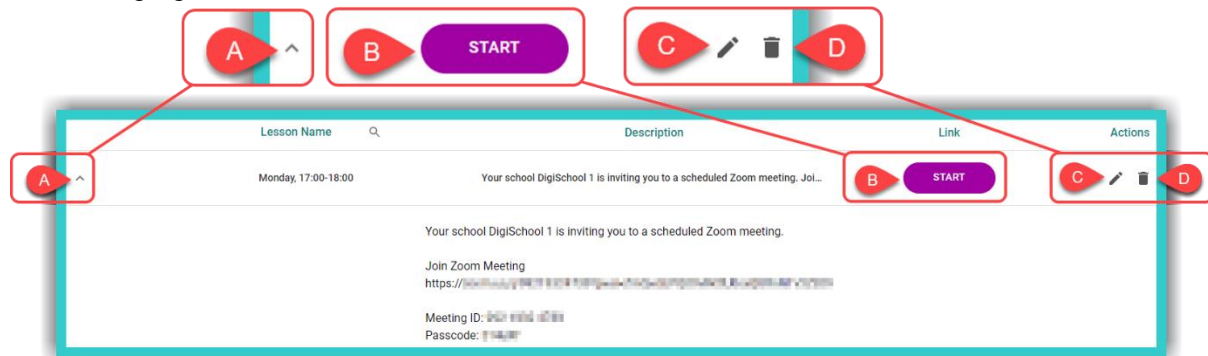 A
B
START
C
D
Lesson Name
Description
Link
Actions
A
Monday, 17:00-18:00
Your school DigiSchool 1 is inviting you to a scheduled Zoom meeting. Joi...
B
START
C
D
Your school DigiSchool 1 is inviting you to a scheduled Zoom meeting.
Join Zoom Meeting
https://
Meeting ID:
Passcode: